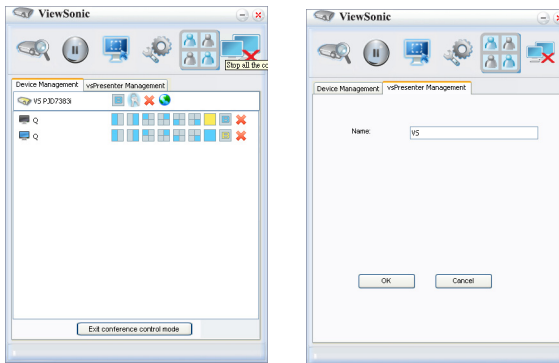 ViewSonic
Stop all the co
Device Management vsPresenter Management
VS PJD7383i
Q
Q
Exit conference control mode
ViewSonic
Device Management vsPresenter Management
Name: VS
OK Cancel